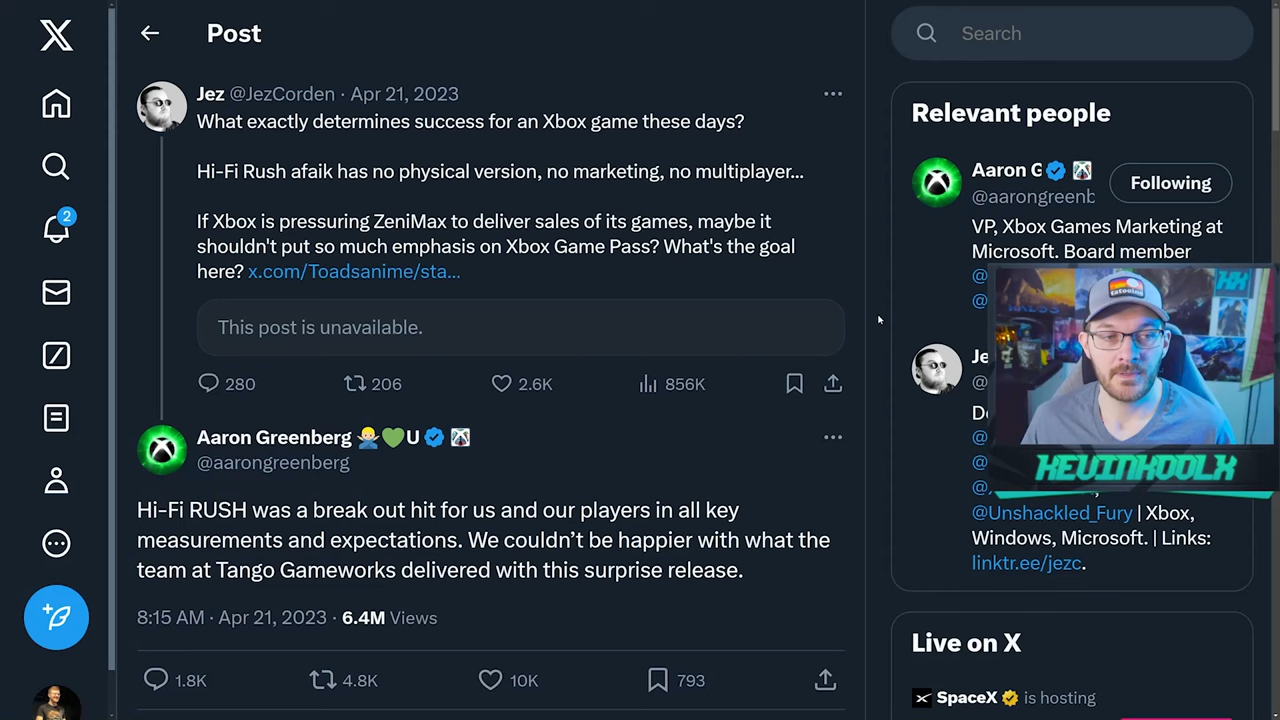 Post
Search
Jez @JezCorden · Apr 21, 2023
What exactly determines success for an Xbox game these days?
Hi-Fi Rush afaik has no physical version, no marketing, no multiplayer...
If Xbox is pressuring ZeniMax to deliver sales of its games, maybe it
shouldn't put so much emphasis on Xbox Game Pass? What's the goal
here? x.com/Toadsanime/sta...
This post is unavailable.
280 206 2.6K 856K
Aaron Greenberg U
@aarongreenberg
Hi-Fi RUSH was a break out hit for us and our players in all key
measurements and expectations. We couldn't be happier with what the
team at Tango Gameworks delivered with this surprise release.
8:15 AM · Apr 21, 2023 · 6.4M Views
1.8K 4.8K 10K 793
2
Relevant people
Aaron G
@aarongreenb
Following
VP, Xbox Games Marketing at
Microsoft. Board member
@
@
Je
@
@
@
@
@Unshackled_Fury | Xbox,
Windows, Microsoft. | Links:
linktr.ee/jezc.
tatooine
KEVINKOOLX
Live on X
SpaceX is hosting